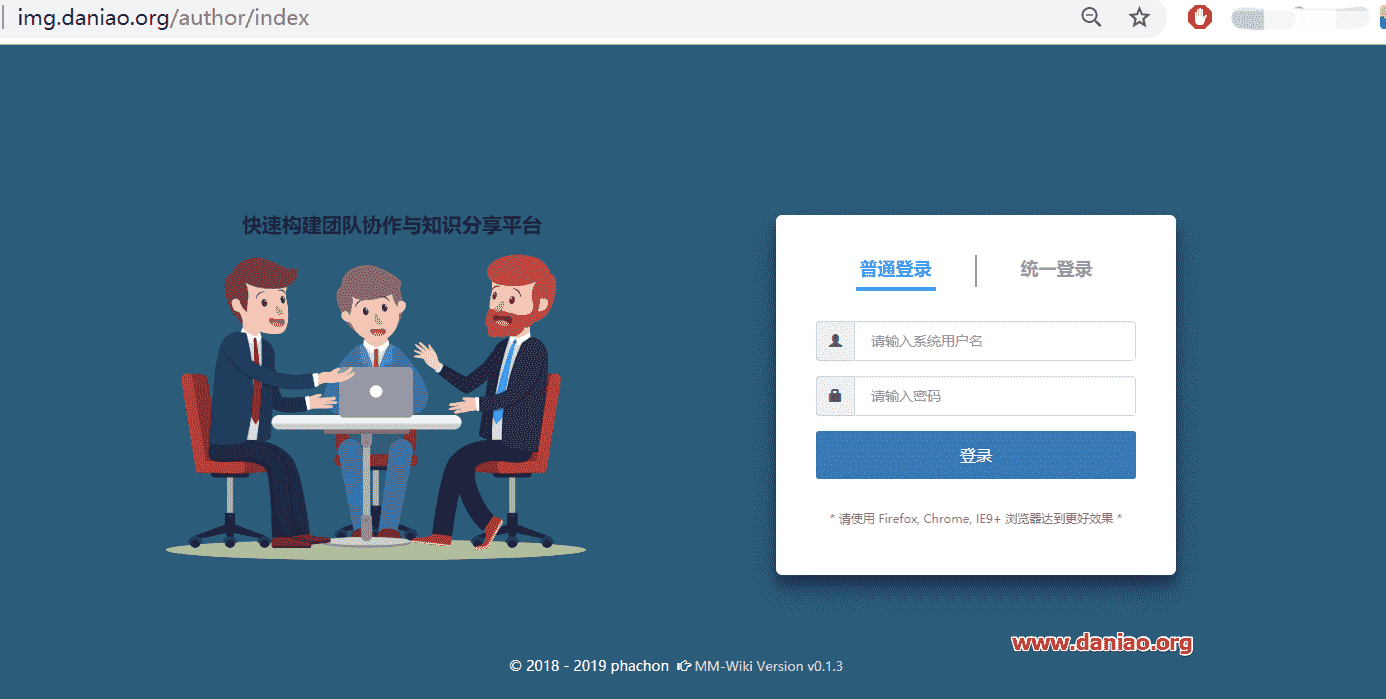 img.daniao.org/author/index
快速构建团队协作与知识分享平台
普通登录
统一登录
请输入系统用户名
请输入密码
登录
* 请使用 Firefox, Chrome, IE9+ 浏览器达到更好效果 *
www.daniao.org
© 2018 - 2019 phachon MM-Wiki Version v0.1.3